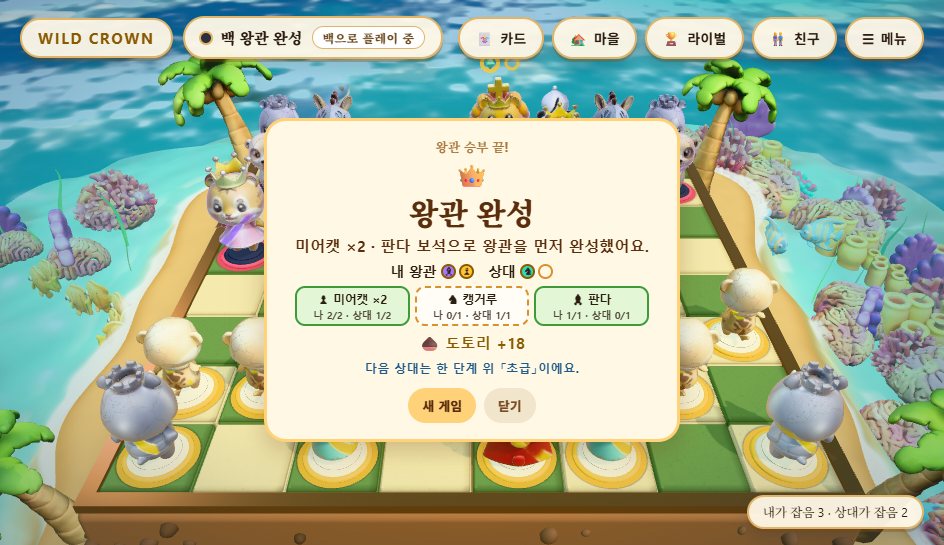 WILD CROWN
백 왕관 완성
백으로 플레이 중
카드
마을
라이벌
친구
☰ 메뉴
왕관 승부 끝!
왕관 완성
미어캣 ×2 · 판다 보석으로 왕관을 먼저 완성했어요.
내 왕관 상대
미어캣 ×2
나 2/2 · 상대 1/2
캥거루
나 0/1 · 상대 1/1
판다
나 1/1 · 상대 0/1
도토리 +18
다음 상대는 한 단계 위 「초급」이에요.
새 게임
닫기
내가 잡음 3 · 상대가 잡음 2